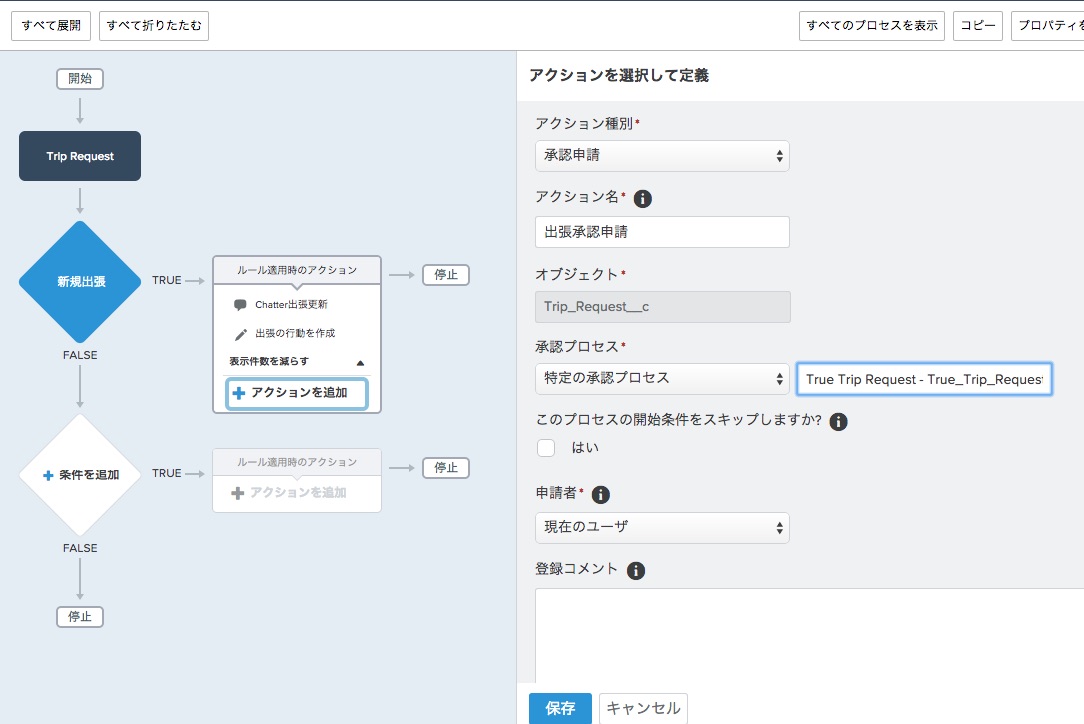 すべて展開
すべて折りたたむ
すべてのプロセスを表示
コピー
プロパティを
開始
Trip Request
新規出張
TRUE
ルール適用時のアクション
Chatter出張更新
出張の行動を作成
表示件数を減らす
アクションを追加
停止
FALSE
条件を追加
TRUE
ルール適用時のアクション
アクションを追加
停止
FALSE
停止
アクションを選択して定義
アクション種別*
承認申請
アクション名*
出張承認申請
オブジェクト*
Trip_Request__c
承認プロセス*
特定の承認プロセス
True Trip Request - True_Trip_Reques
このプロセスの開始条件をスキップしますか?
はい
申請者*
現在のユーザ
登録コメント
保存
キャンセル